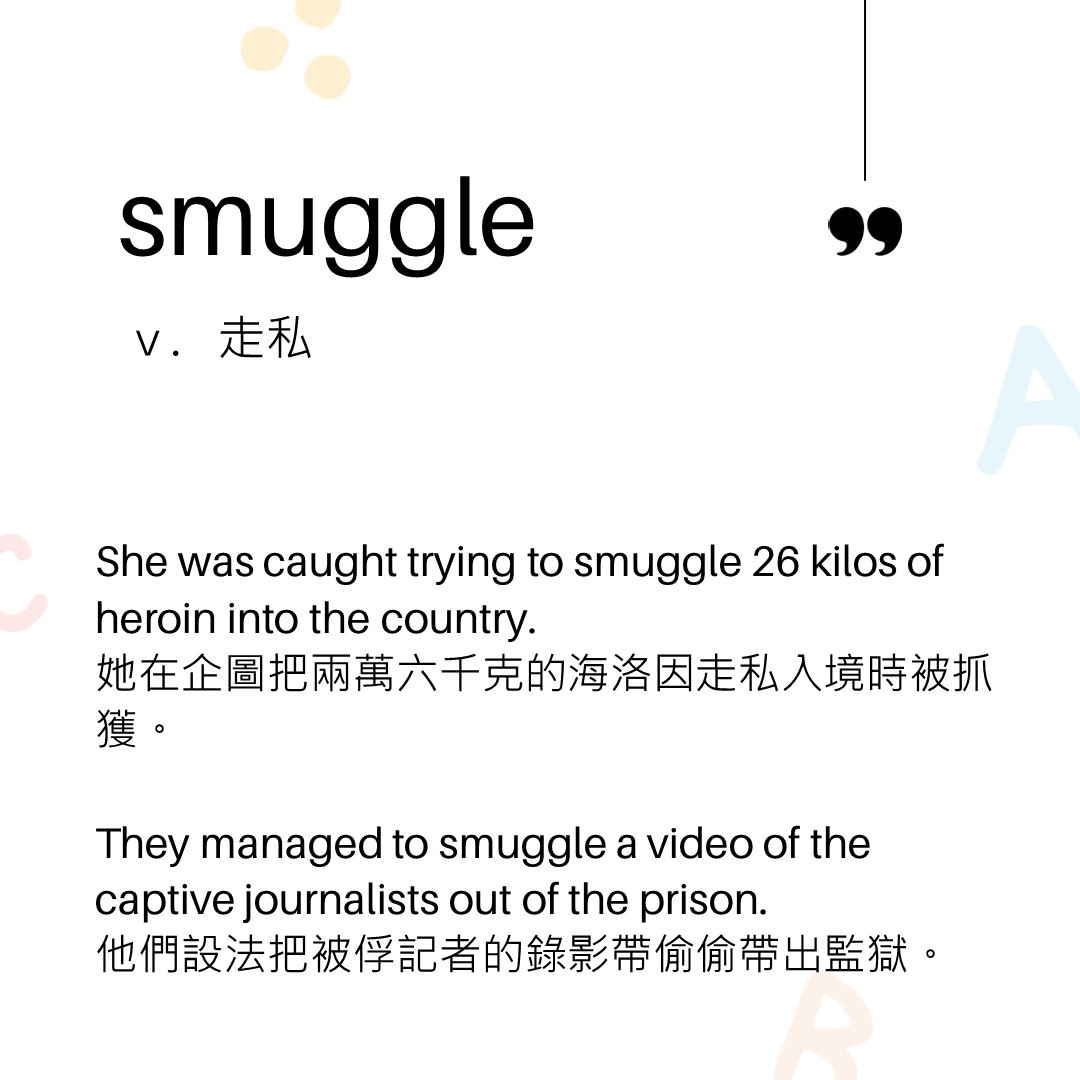 smuggle
”
v. 走私
She was caught trying to smuggle 26 kilos of
heroin into the country.
她在企圖把兩萬六千克的海洛因走私入境時被抓
獲。
They managed to smuggle a video of the
captive journalists out of the prison.
他們設法把被俘記者的錄影帶偷偷帶出監獄。
A
C
B